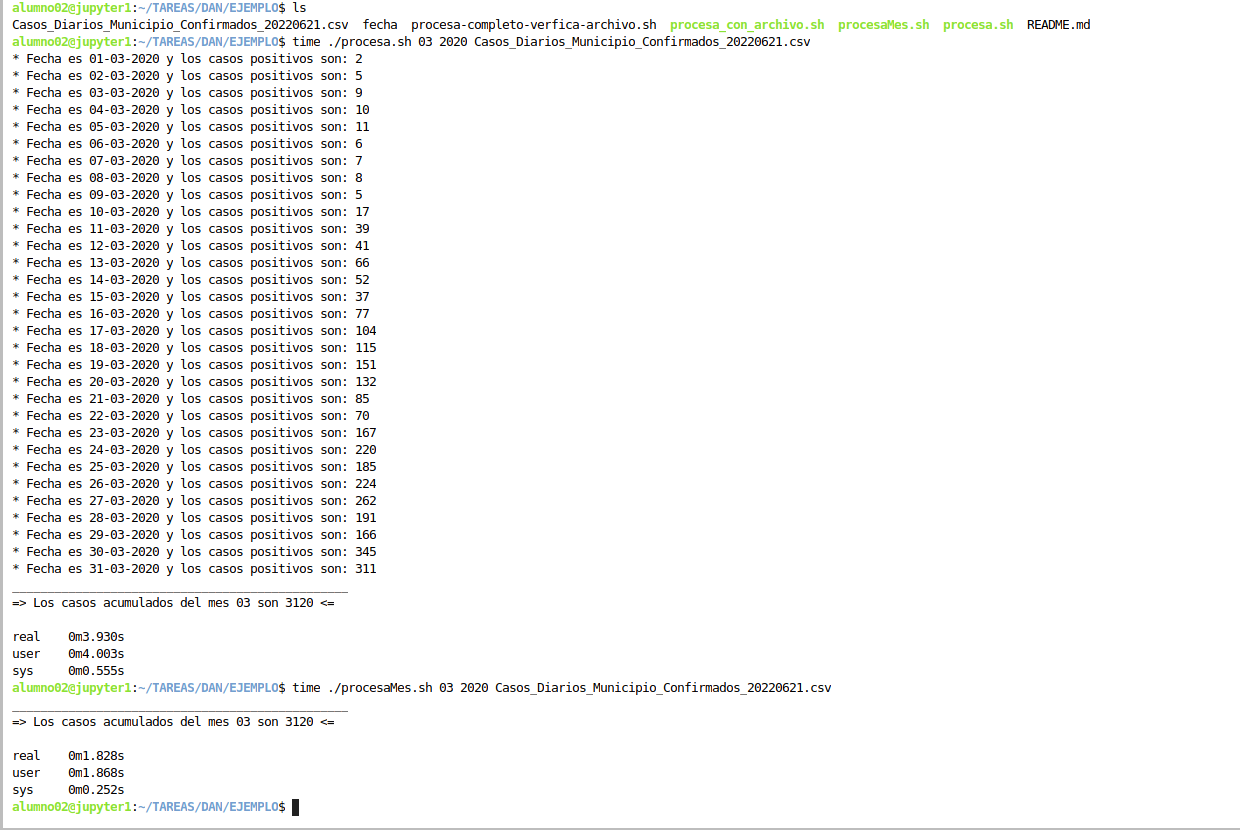 alumno02@jupyter1:~/TAREAS/DAN/EJEMPLO$ ls
Casos_Diarios_Municipio_Confirmados_20220621.csv  fecha  procesa-completo-verfica-archivo.sh  procesa_con_archivo.sh  procesaMes.sh  procesa.sh  README.md
alumno02@jupyter1:~/TAREAS/DAN/EJEMPLO$ time ./procesa.sh 03 2020 Casos_Diarios_Municipio_Confirmados_20220621.csv
* Fecha es 01-03-2020 y los casos positivos son: 2
* Fecha es 02-03-2020 y los casos positivos son: 5
* Fecha es 03-03-2020 y los casos positivos son: 9
* Fecha es 04-03-2020 y los casos positivos son: 10
* Fecha es 05-03-2020 y los casos positivos son: 11
* Fecha es 06-03-2020 y los casos positivos son: 6
* Fecha es 07-03-2020 y los casos positivos son: 7
* Fecha es 08-03-2020 y los casos positivos son: 8
* Fecha es 09-03-2020 y los casos positivos son: 5
* Fecha es 10-03-2020 y los casos positivos son: 17
* Fecha es 11-03-2020 y los casos positivos son: 39
* Fecha es 12-03-2020 y los casos positivos son: 41
* Fecha es 13-03-2020 y los casos positivos son: 66
* Fecha es 14-03-2020 y los casos positivos son: 52
* Fecha es 15-03-2020 y los casos positivos son: 37
* Fecha es 16-03-2020 y los casos positivos son: 77
* Fecha es 17-03-2020 y los casos positivos son: 104
* Fecha es 18-03-2020 y los casos positivos son: 115
* Fecha es 19-03-2020 y los casos positivos son: 151
* Fecha es 20-03-2020 y los casos positivos son: 132
* Fecha es 21-03-2020 y los casos positivos son: 85
* Fecha es 22-03-2020 y los casos positivos son: 70
* Fecha es 23-03-2020 y los casos positivos son: 167
* Fecha es 24-03-2020 y los casos positivos son: 220
* Fecha es 25-03-2020 y los casos positivos son: 185
* Fecha es 26-03-2020 y los casos positivos son: 224
* Fecha es 27-03-2020 y los casos positivos son: 262
* Fecha es 28-03-2020 y los casos positivos son: 191
* Fecha es 29-03-2020 y los casos positivos son: 166
* Fecha es 30-03-2020 y los casos positivos son: 345
* Fecha es 31-03-2020 y los casos positivos son: 311
________________________________________________
=> Los casos acumulados del mes 03 son 3120 <=
real    0m3.930s
user    0m4.003s
sys     0m0.555s
alumno02@jupyter1:~/TAREAS/DAN/EJEMPLO$ time ./procesaMes.sh 03 2020 Casos_Diarios_Municipio_Confirmados_20220621.csv
________________________________________________
=> Los casos acumulados del mes 03 son 3120 <=
real    0m1.828s
user    0m1.868s
sys     0m0.252s
alumno02@jupyter1:~/TAREAS/DAN/EJEMPLO$